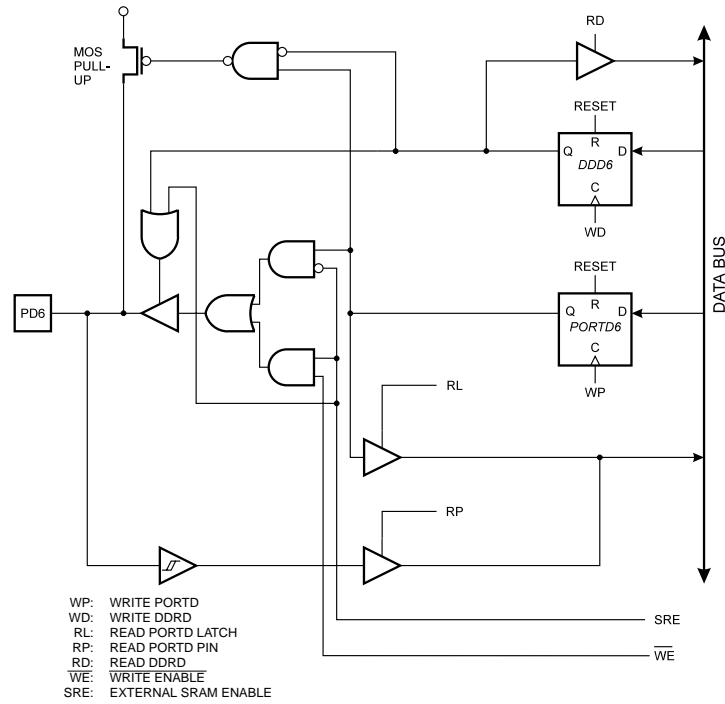 RD
MOS
PULL-
UP
RESET
R
Q D
DDD6
C
WD
RESET
R
Q D
PORTD6
C
WP
PD6
DATA BUS
RL
RP
SRE
WE
WP: WRITE PORTD
WD: WRITE DDRD
RL: READ PORTD LATCH
RP: READ PORTD PIN
RD: READ DDRD
WE: WRITE ENABLE
SRE: EXTERNAL SRAM ENABLE